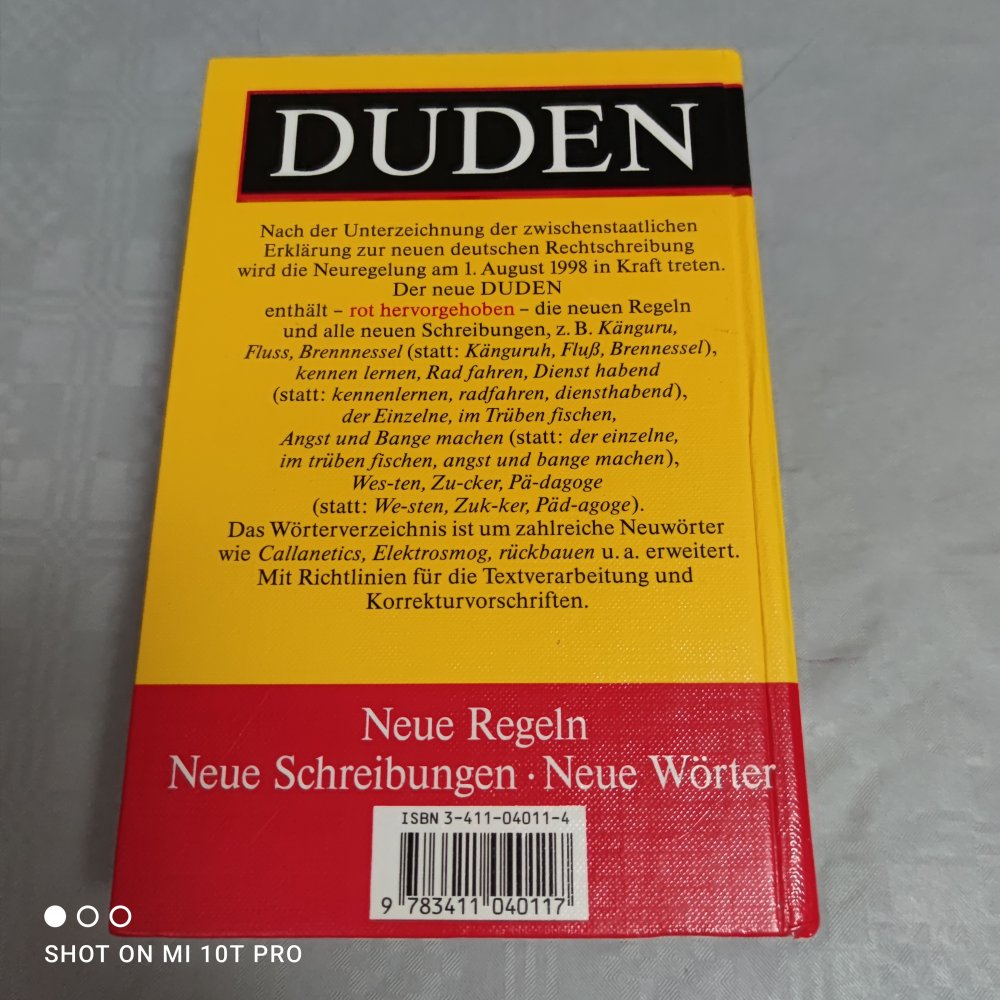 DUDEN
Nach der Unterzeichnung der zwischenstaatlichen
Erklärung zur neuen deutschen Rechtschreibung
wird die Neuregelung am 1. August 1998 in Kraft treten.
Der neue DUDEN
enthält – rot hervorgehoben – die neuen Regeln
und alle neuen Schreibungen, z. B. Känguru,
Fluss, Brennnessel (statt: Känguruh, Fluß, Brennessel),
kennen lernen, Rad fahren, Dienst habend
(statt: kennenlernen, radfahren, diensthabend),
der Einzelne, im Trüben fischen,
Angst und Bange machen (statt: der einzelne,
im trüben fischen, angst und bange machen),
Wes-ten, Zu-cker, Pä-dagoge
(statt: We-sten, Zuk-ker, Päd-agoge).
Das Wörterverzeichnis ist um zahlreiche Neuwörter
wie Callanetics, Elektrosmog, rückbauen u. a. erweitert.
Mit Richtlinien für die Textverarbeitung und
Korrekturvorschriften.
Neue Regeln
Neue Schreibungen · Neue Wörter
ISBN 3-411-04011-4
9 783411 040117
SHOT ON MI 10T PRO